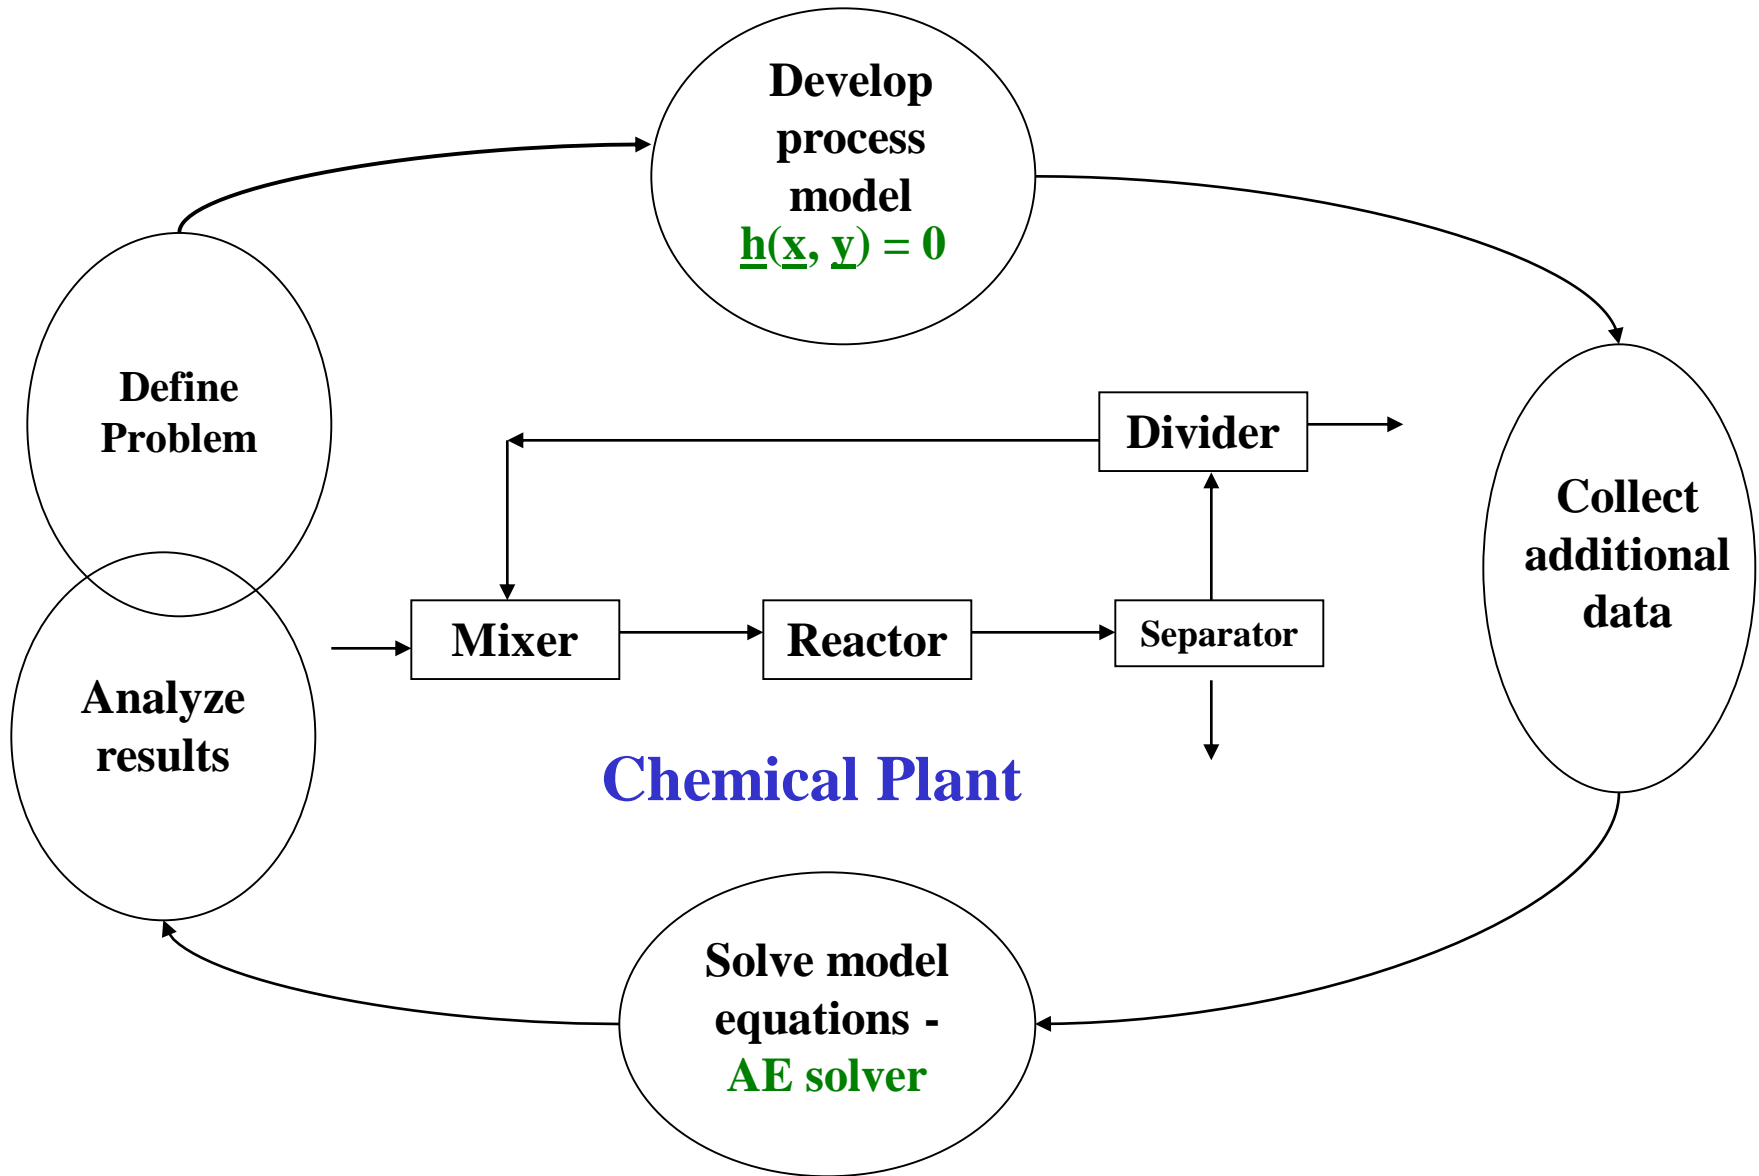 Develop
process
model
h(x, y) = 0
Define
Problem
Divider
Collect
additional
data
Mixer
Reactor
Separator
Analyze
results
Chemical Plant
Solve model
equations -
AE solver